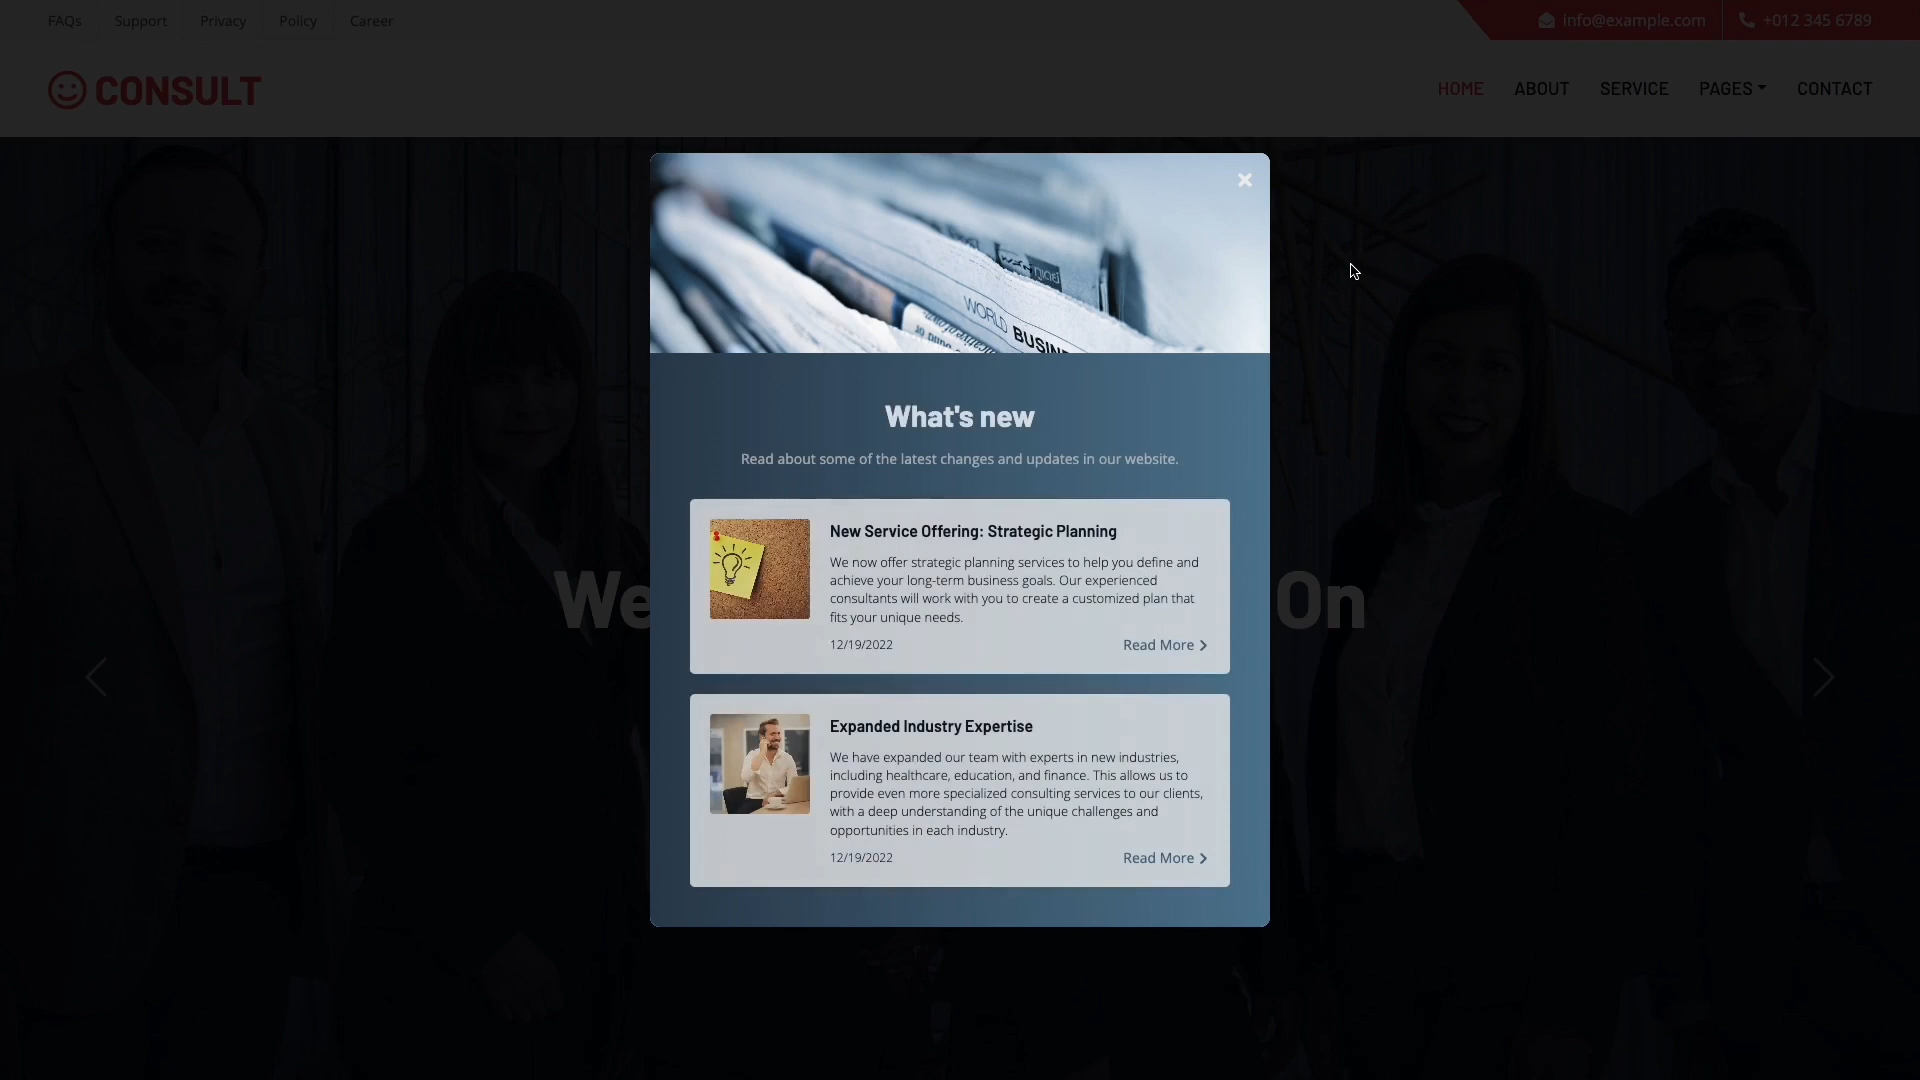 FAQs
Support
Privacy
Policy
Career
info@example.com
+012 345 6789
CONSULT
HOME
ABOUT
SERVICE
PAGES
CONTACT
WORLD
BUSIN
What's new
Read about some of the latest changes and updates in our website.
New Service Offering: Strategic Planning
We now offer strategic planning services to help you define and
achieve your long-term business goals. Our experienced
consultants will work with you to create a customized plan that
fits your unique needs.
12/19/2022
Read More
We
On
Expanded Industry Expertise
We have expanded our team with experts in new industries,
including healthcare, education, and finance. This allows us to
provide even more specialized consulting services to our clients,
with a deep understanding of the unique challenges and
opportunities in each industry.
12/19/2022
Read More